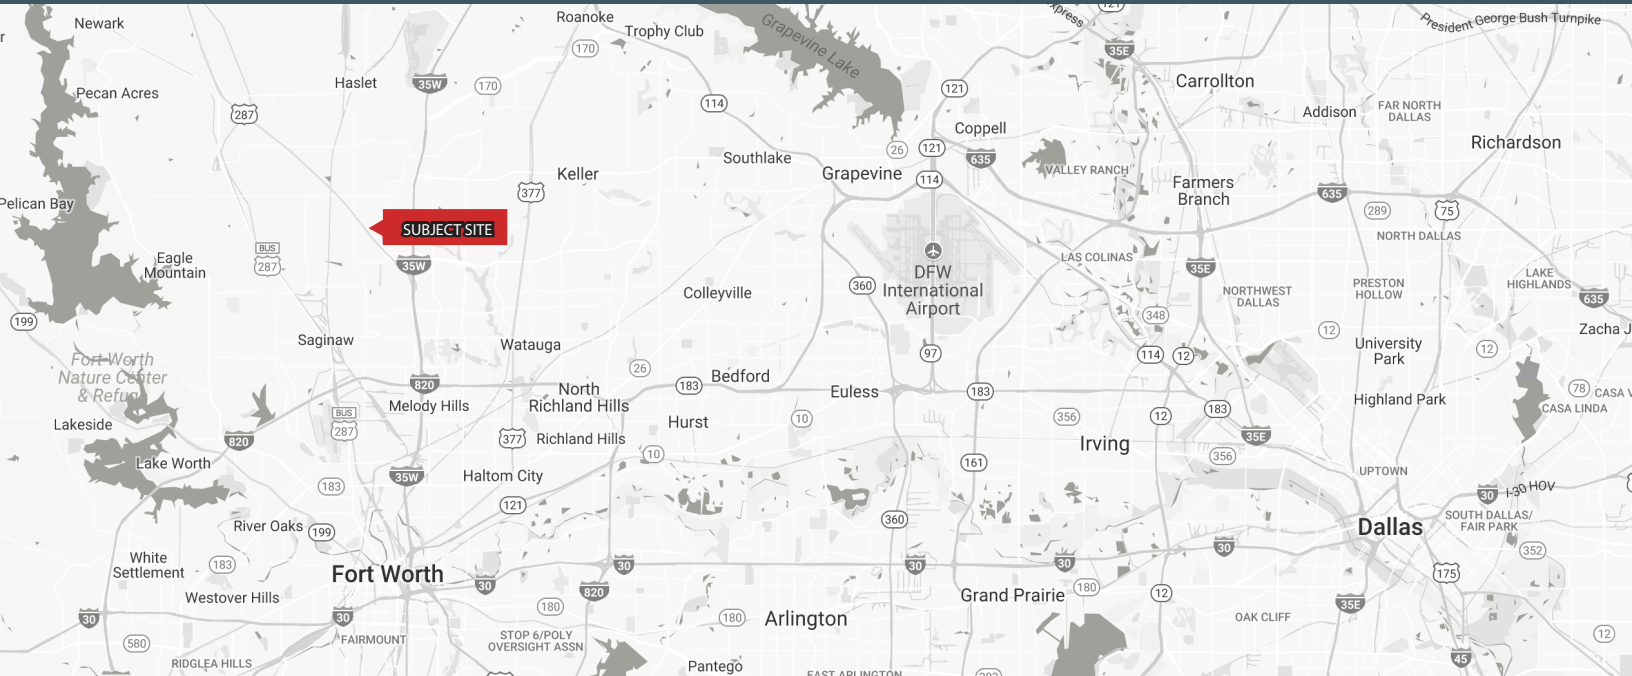 Newark
Roanoke
Trophy Club
170
Grapevine Lake
Express
121
35E
President George Bush Turnpike
Haslet
35W
170
Pecan Acres
287
114
121
Carrollton
Addison
FAR NORTH
DALLAS
Richardson
Coppell
26
121
635
Southlake
Grapevine
114
VALLEY RANCH
Keller
377
Farmers
Branch
635
289
75
NORTH DALLAS
Pelican Bay
SUBJECT SITE
BUS
287
Eagle
Mountain
35W
LAS COLINAS
35E
DFW
International
Airport
360
Colleyville
NORTHWEST
DALLAS
PRESTON
HOLLOW
LAKE
HIGHLANDS
635
199
348
12
Zacha J
Saginaw
Watauga
97
114
12
University
Park
12
Fort Worth
Nature Center
& Refug
26
820
183
Bedford
Euless
183
North
Richland Hills
Melody Hills
78
CASA V
Highland Park
CASA LINDA
BUS
287
Lakeside
820
377
Richland Hills
Hurst
10
356
12
183
35E
Irving
356
10
161
Lake Worth
35W
Haltom City
UPTOWN
183
121
30
I-30 HOV
360
SOUTH DALLAS/
FAIR PARK
Dallas
River Oaks
199
352
White
Settlement
183
30
30
30
30
175
Fort Worth
30
820
Westover Hills
180
Grand Prairie
180
12
35E
30
30
180
Arlington
OAK CLIFF
12
580
FAIRMOUNT
STOP 6/POLY
OVERSIGHT ASSN
RIDGLEA HILLS
Pantego
EAST ARLINGTON
45